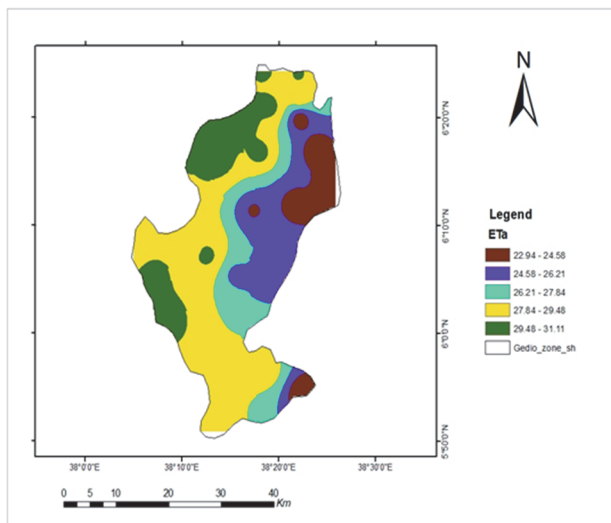 N
6°20'0"N
6°10'0"N
6°0'0"N
5°50'0"N
Legend
ETa
22.94 - 24.58
24.58 - 26.21
26.21 - 27.84
27.84 - 29.48
29.48 - 31.11
Gedio_zone_sh
38°0'0"E 38°10'0"E 38°20'0"E 38°30'0"E
0 5 10 20 30 40
Km